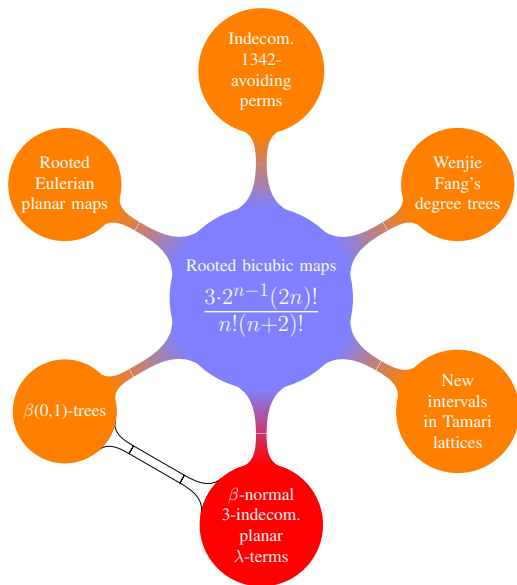 Indecom.
1342-
avoiding
perms
Rooted
Eulerian
planar maps
Wenjie
Fang's
degree trees
Rooted bicubic maps
3·2^{n−1}(2n)!
n!(n+2)!
β(0,1)-trees
New
intervals
in Tamari
lattices
β-normal
3-indecom.
planar
λ-terms